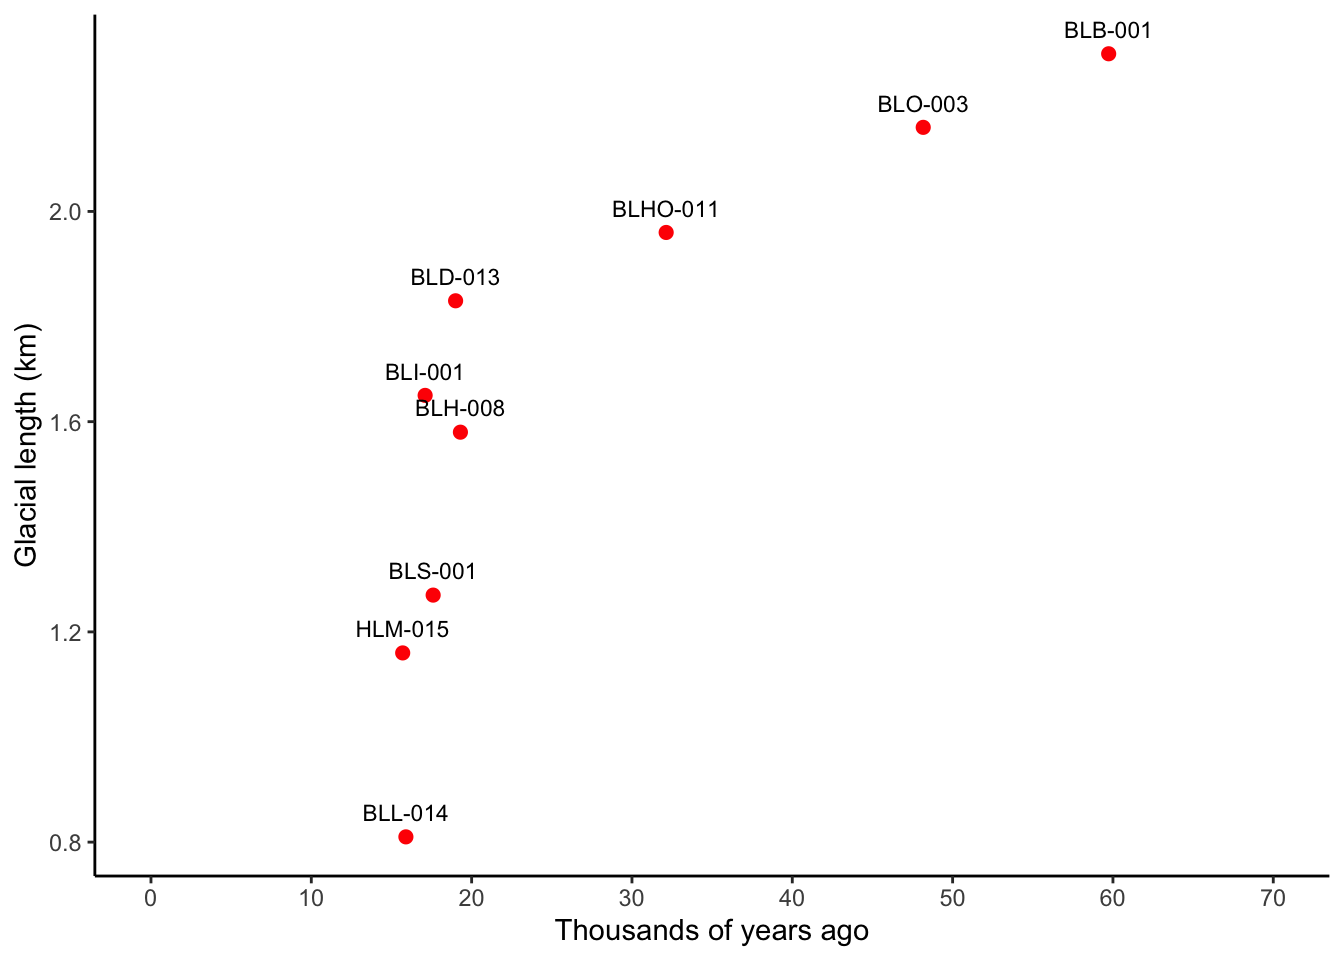 BLB-001
BLO-003
BLHO-011
BLD-013
BLI-001
BLH-008
BLS-001
HLM-015
BLL-014
2.0
1.6
1.2
0.8
Glacial length (km)
0 10 20 30 40 50 60 70
Thousands of years ago